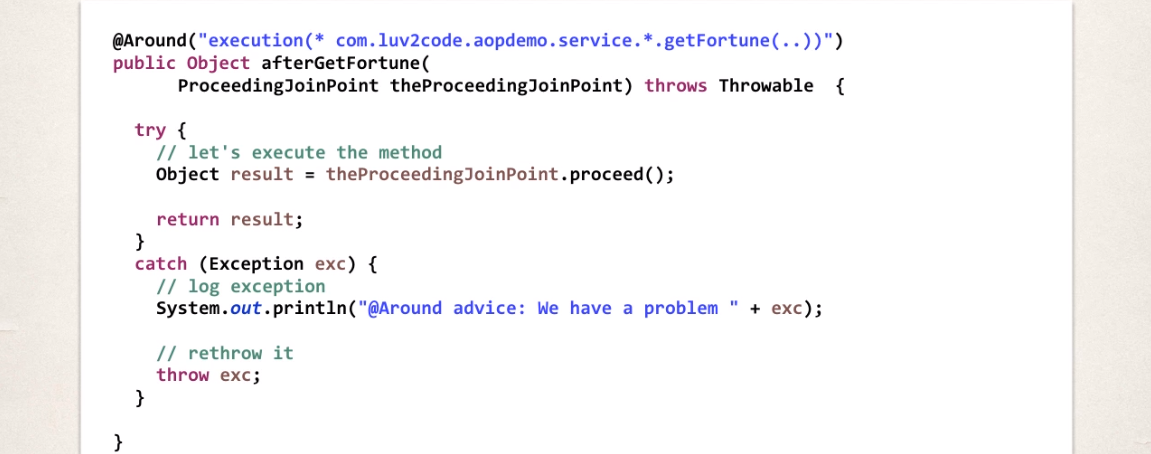 @Around("execution(* com.luv2code.aopdemo.service.*.getFortune(..))")
public Object afterGetFortune(
ProceedingJoinPoint theProceedingJoinPoint) throws Throwable {
try {
// let's execute the method
Object result = theProceedingJoinPoint.proceed();
return result;
}
catch (Exception exc) {
// log exception
System.out.println("@Around advice: We have a problem " + exc);
// rethrow it
throw exc;
}
}